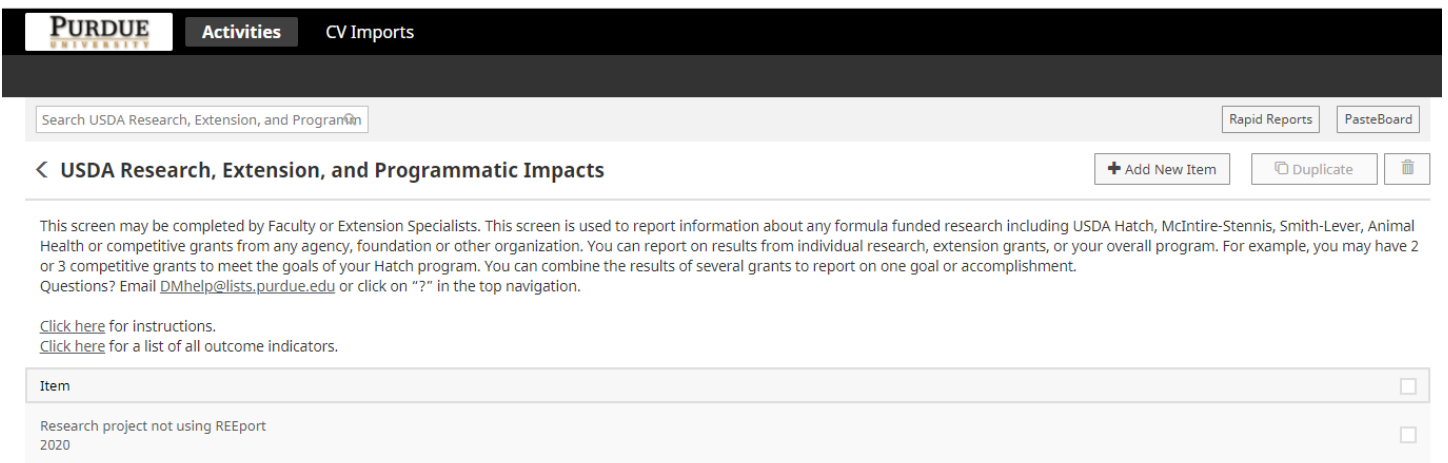 PURDUE
UNIVERSITY
Activities
CV Imports
Search USDA Research, Extension, and Programm
Rapid Reports
PasteBoard
USDA Research, Extension, and Programmatic Impacts
Add New Item
Duplicate
This screen may be completed by Faculty or Extension Specialists. This screen is used to report information about any formula funded research including USDA Hatch, McIntire-Stennis, Smith-Lever, Animal
Health or competitive grants from any agency, foundation or other organization. You can report on results from individual research, extension grants, or your overall program. For example, you may have 2
or 3 competitive grants to meet the goals of your Hatch program. You can combine the results of several grants to report on one goal or accomplishment.
Questions? Email DMhelp@lists.purdue.edu or click on “?” in the top navigation.
Click here for instructions.
Click here for a list of all outcome indicators.
Item
Research project not using REEport
2020